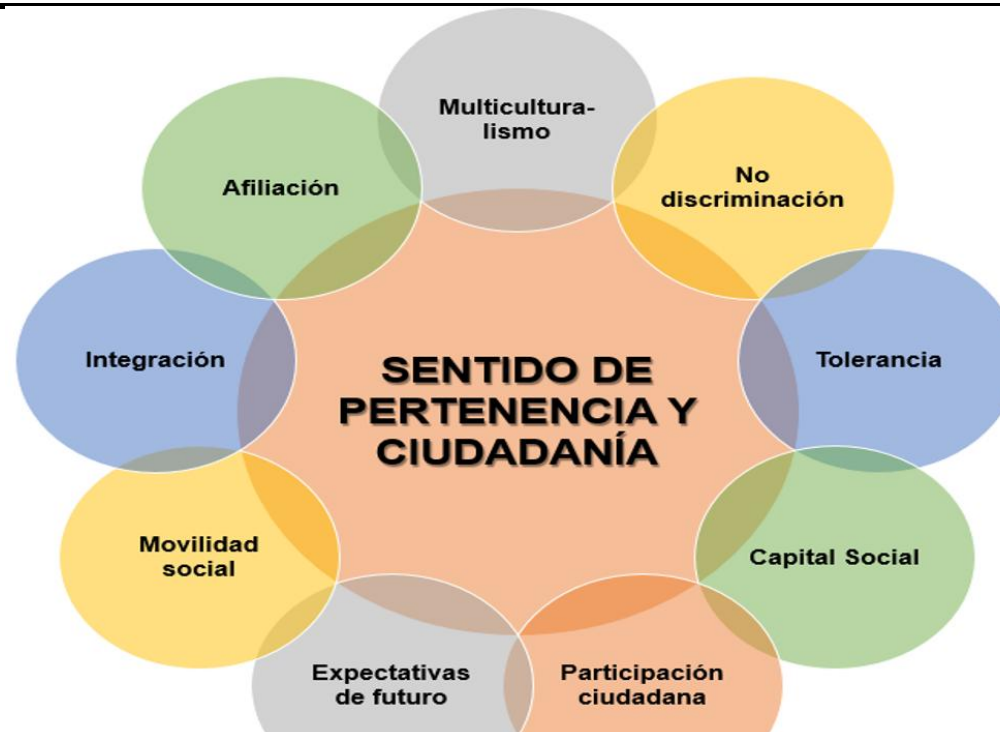 Multicultura-
lismo
Afiliación
No
discriminación
Integración
SENTIDO DE
PERTENENCIA Y
CIUDADANÍA
Tolerancia
Movilidad
social
Capital Social
Expectativas
de futuro
Participación
ciudadana